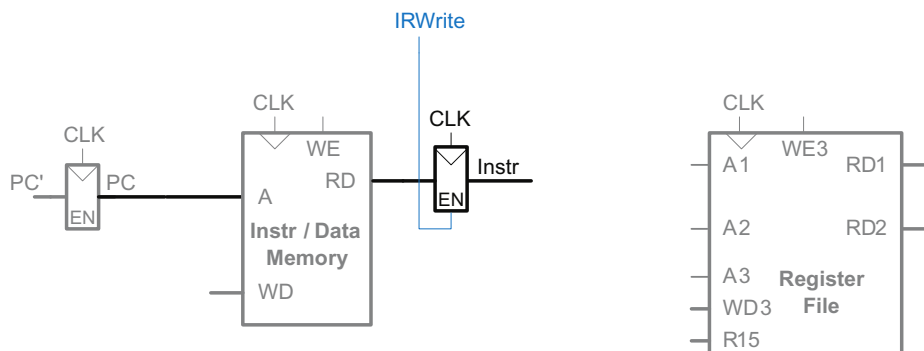 IRWrite
CLK
CLK
CLK
CLK
WE
WE3
PC'
PC
EN
A
RD
Instr / Data
Memory
WD
EN
Instr
A1
RD1
A2
RD2
A3
Register
File
WD3
R15